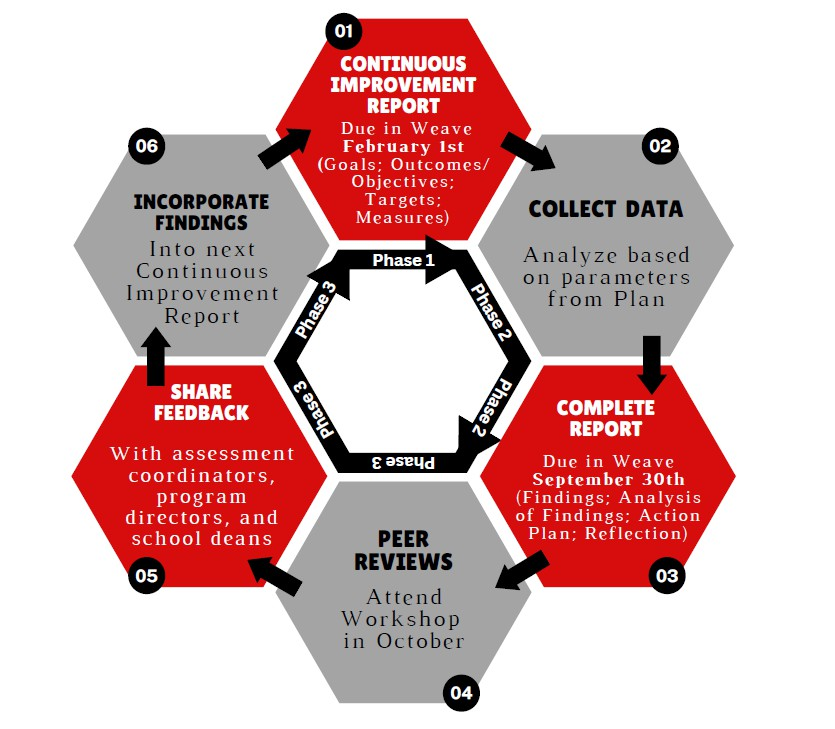 01
CONTINUOUS
IMPROVEMENT
REPORT
Due in Weave
February 1st
(Goals; Outcomes/
Objectives;
Targets;
Measures)
02
COLLECT DATA
Analyze based
on parameters
from Plan
03
COMPLETE
REPORT
Due in Weave
September 30th
(Findings; Analysis
of Findings; Action
Plan; Reflection)
04
PEER
REVIEWS
Attend
Workshop
in October
05
SHARE
FEEDBACK
With assessment
coordinators,
program
directors, and
school deans
06
INCORPORATE
FINDINGS
Into next
Continuous
Improvement
Report
Phase 1
Phase 2
Phase 2
Phase 3
Phase 3
Phase 3